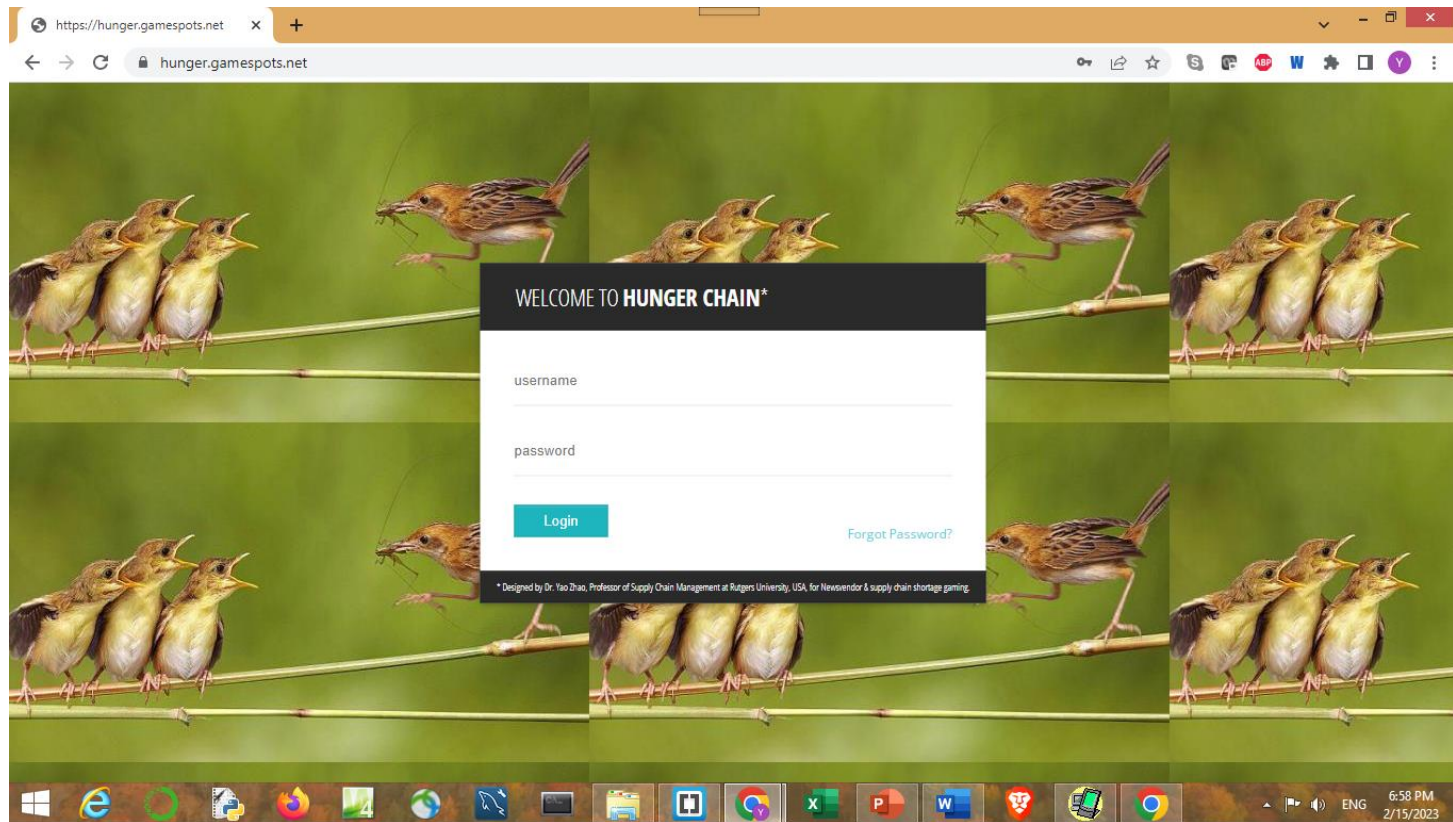 https://hunger.gamespots.net
hunger.gamespots.net
ABP
W
Y
WELCOME TO HUNGER CHAIN*
username
password
Login
Forgot Password?
* Designed by Dr. Yao Zhao, Professor of Supply Chain Management at Rutgers University, USA, for Newsvendor & supply chain shortage gaming.
ENG
6:58 PM
2/15/2023